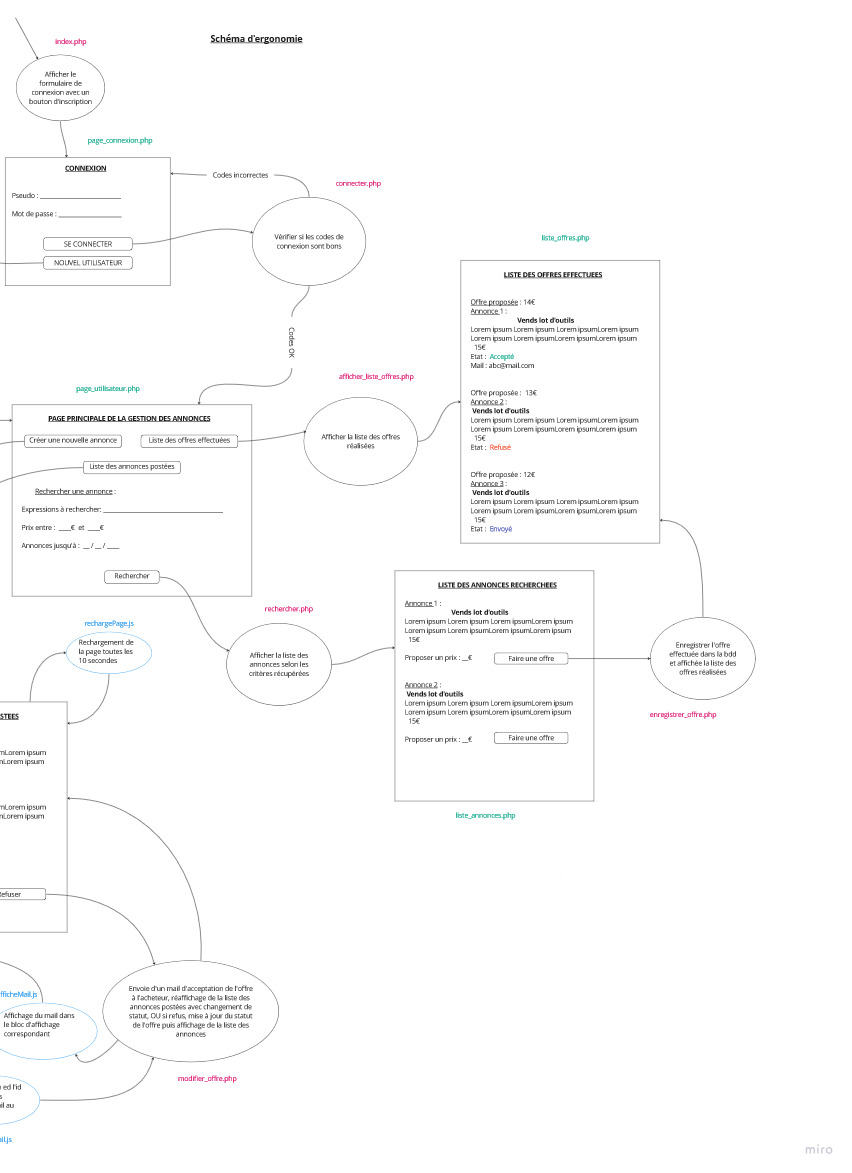 Schéma d'ergonomie
index.php
Afficher le
formulaire de
connexion avec un
bouton d'inscription
page_connexion.php
CONNEXION
Pseudo : ______________________
Mot de passe : _________________
SE CONNECTER
NOUVEL UTILISATEUR
Codes incorrectes
connecter.php
Vérifier si les codes de
connexion sont bons
Codes OK
liste_offres.php
LISTE DES OFFRES EFFECTUEES
Offre proposée : 14€
Annonce 1 :
Vends lot d'outils
Lorem ipsum Lorem ipsum Lorem ipsumLorem ipsum
Lorem ipsum Lorem ipsumLorem ipsumLorem ipsum
15€
Etat : Accepté
Mail : abc@mail.com
Offre proposée : 13€
Annonce 2 :
Vends lot d'outils
Lorem ipsum Lorem ipsum Lorem ipsumLorem ipsum
Lorem ipsum Lorem ipsumLorem ipsumLorem ipsum
15€
Etat : Refusé
Offre proposée : 12€
Annonce 3 :
Vends lot d'outils
Lorem ipsum Lorem ipsum Lorem ipsumLorem ipsum
Lorem ipsum Lorem ipsumLorem ipsumLorem ipsum
15€
Etat : Envoyé
afficher_liste_offres.php
Afficher la liste des offres
réalisées
page_utilisateur.php
PAGE PRINCIPALE DE LA GESTION DES ANNONCES
Créer une nouvelle annonce
Liste des offres effectuées
Liste des annonces postées
Rechercher une annonce :
Expressions à rechercher: ________________________________
Prix entre : ___€ et ___€
Annonces jusqu'à : __ / __ / ____
Rechercher
rechercher.php
Afficher la liste des
annonces selon les
critères récupérées
LISTE DES ANNONCES RECHERCHEES
Annonce 1 :
Vends lot d'outils
Lorem ipsum Lorem ipsum Lorem ipsumLorem ipsum
Lorem ipsum Lorem ipsumLorem ipsumLorem ipsum
15€
Proposer un prix : __€
Faire une offre
Annonce 2 :
Vends lot d'outils
Lorem ipsum Lorem ipsum Lorem ipsumLorem ipsum
Lorem ipsum Lorem ipsumLorem ipsumLorem ipsum
15€
Proposer un prix : __€
Faire une offre
liste_annonces.php
Enregistrer l'offre
effectuée dans la bdd
et affichée la liste des
offres réalisées
enregistrer_offre.php
rechargePage.js
Rechargement de
la page toutes les
10 secondes
STEES
mLorem ipsum
mLorem ipsum
mLorem ipsum
mLorem ipsum
Refuser
Envoie d'un mail d'acceptation de l'offre
à l'acheteur, réaffichage de la liste des
annonces postées avec changement de
statut, OU si refus, mise à jour du statut
de l'offre puis affichage de la liste des
annonces
modifier_offre.php
fficheMail.js
Affichage du mail dans
le bloc d'affichage
correspondant
e ed l'id
s
il au
ail.js
miro